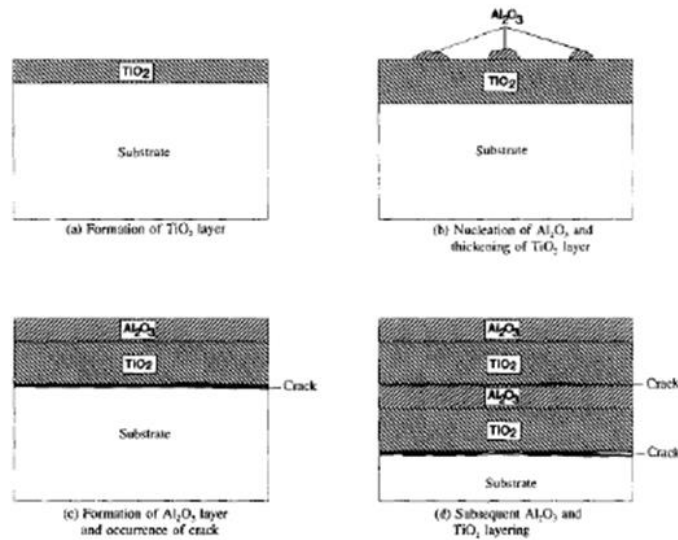 Al₂O₃
TiO₂
TiO₂
Substrate
Substrate
(a) Formation of TiO₂ layer
(b) Nucleation of Al₂O₃ and
thickening of TiO₂ layer
Al₂O₃
TiO₂
Crack
Substrate
(c) Formation of Al₂O₃ layer
and occurrence of crack
Al₂O₃
TiO₂
Crack
Al₂O₃
TiO₂
Crack
Substrate
(d) Subsequent Al₂O₃ and
TiO₂ layering